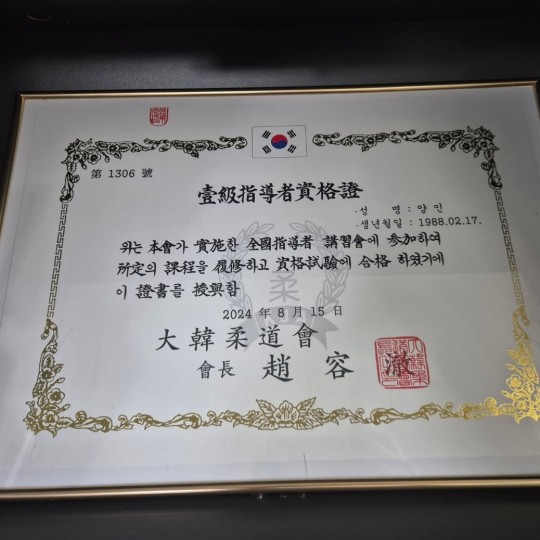 第 1306 號
壹級指導者資格證
·성 명 : 양 인
·생년월일 : 1988.02.17.
위는 本會가 實施한 全國指導者 講習會에 參加하여
所定의 課程을 履修하고 資格試驗에 合格 하였기에
이 證書를 授與함
柔
2024 年 8 月 15 日
大韓柔道會
會長 趙 容 澈